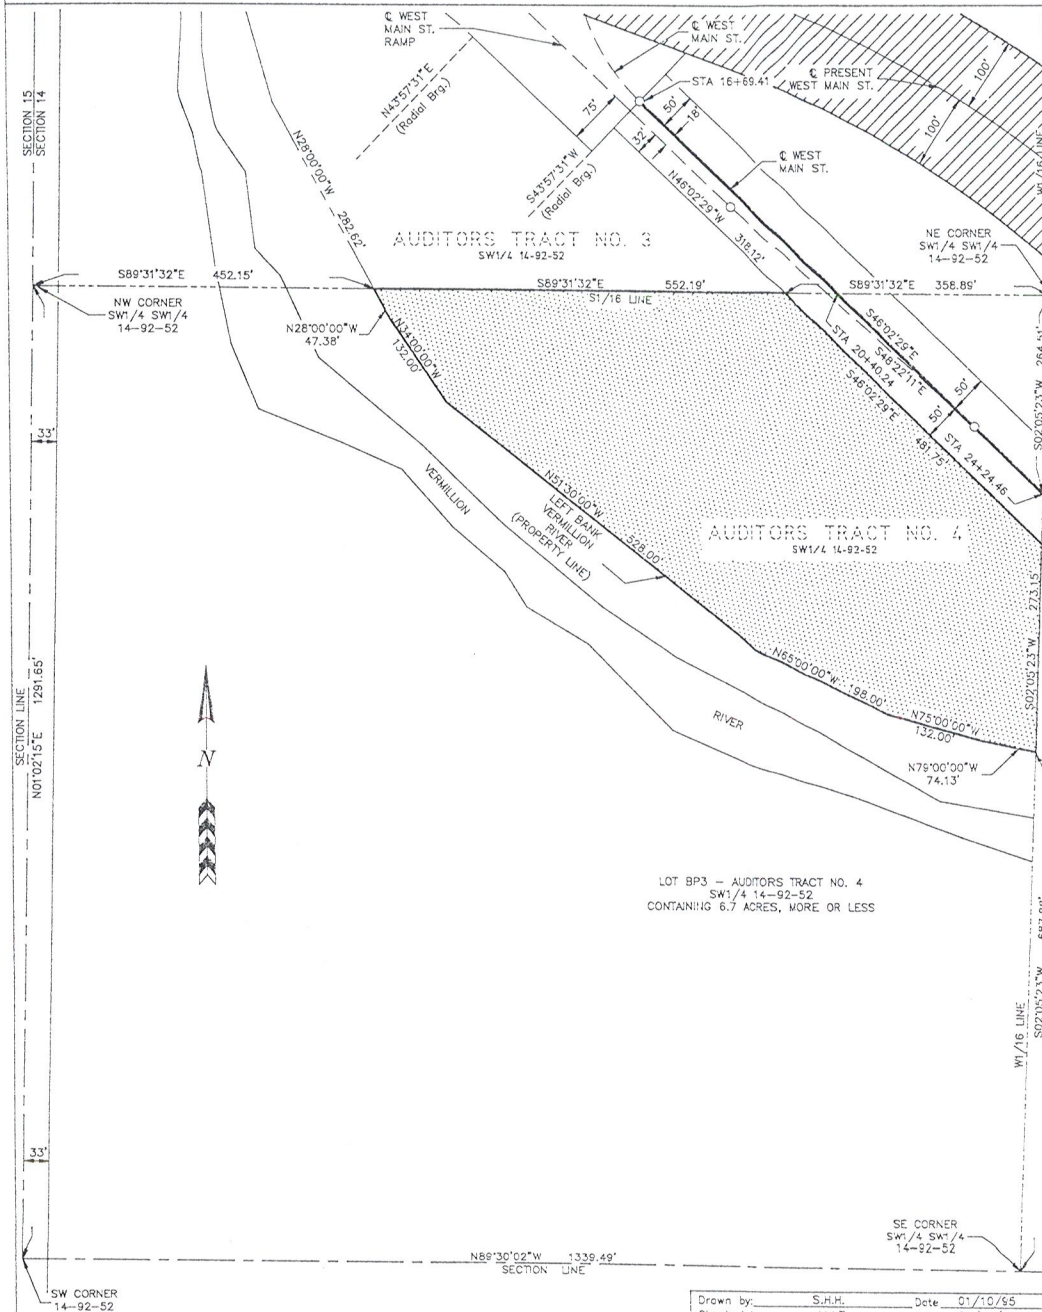 SECTION 15
SECTION 14
℄ WEST
MAIN ST.
RAMP
℄ WEST
MAIN ST.
N43°57'31"E
(Radial Brg.)
75'
STA 16+69.41
50'
18'
32'
℄ PRESENT
WEST MAIN ST.
100'
100'
W1/16 LINE
N28°00'00"W 282.62'
S43°57'31"W
(Radial Brg.)
℄ WEST
MAIN ST.
N46°02'29"W 318.12'
AUDITORS TRACT NO. 3
SW1/4 14-92-52
NE CORNER
SW1/4 SW1/4
14-92-52
S89°31'32"E 452.15'
S89°31'32"E 552.19'
S1/16 LINE
S89°31'32"E 358.89'
NW CORNER
SW1/4 SW1/4
14-92-52
N28°00'00"W
47.38'
N34°00'00"W
132.00'
STA 20+40.24
S46°02'29"E
S48°22'11"E
S46°02'29"E
481.75'
50'
50'
S02°05'23"W 264.51'
STA 24+24.46
33'
VERMILLION
N51°30'00"W 528.00'
LEFT BANK
VERMILLION
RIVER
(PROPERTY LINE)
AUDITORS TRACT NO. 4
SW1/4 14-92-52
S02°05'23"W 273.15'
SECTION LINE
N01°02'15"E 1291.65'
N65°00'00"W 198.00'
RIVER
N75°00'00"W
132.00'
N79°00'00"W
74.13'
N
LOT BP3 – AUDITORS TRACT NO. 4
SW1/4 14-92-52
CONTAINING 6.7 ACRES, MORE OR LESS
S02°05'23"W
W1/16 LINE
33'
SE CORNER
SW1/4 SW1/4
14-92-52
N89°30'02"W 1339.49'
SECTION LINE
SW CORNER
14-92-52
Drawn by: S.H.H. Date 01/10/95